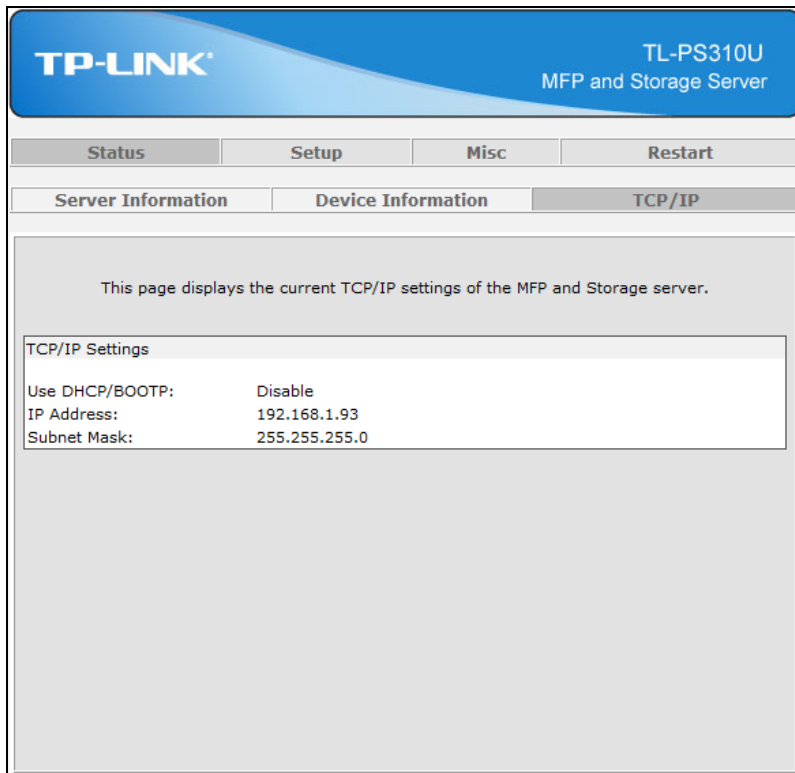 TP-LINK®
TL-PS310U
MFP and Storage Server
Status Setup Misc Restart
Server Information Device Information TCP/IP
This page displays the current TCP/IP settings of the MFP and Storage server.
TCP/IP Settings
Use DHCP/BOOTP: Disable
IP Address: 192.168.1.93
Subnet Mask: 255.255.255.0